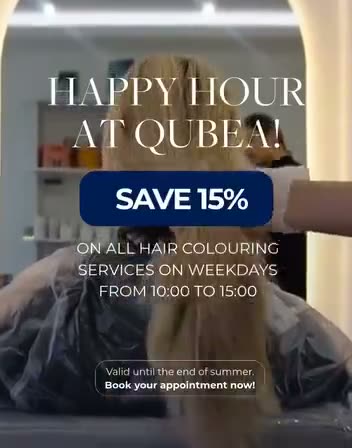 HAPPY HOUR
AT QUBEA!
SAVE 15%
ON ALL HAIR COLOURING
SERVICES ON WEEKDAYS
FROM 10:00 TO 15:00
Valid until the end of summer.
Book your appointment now!